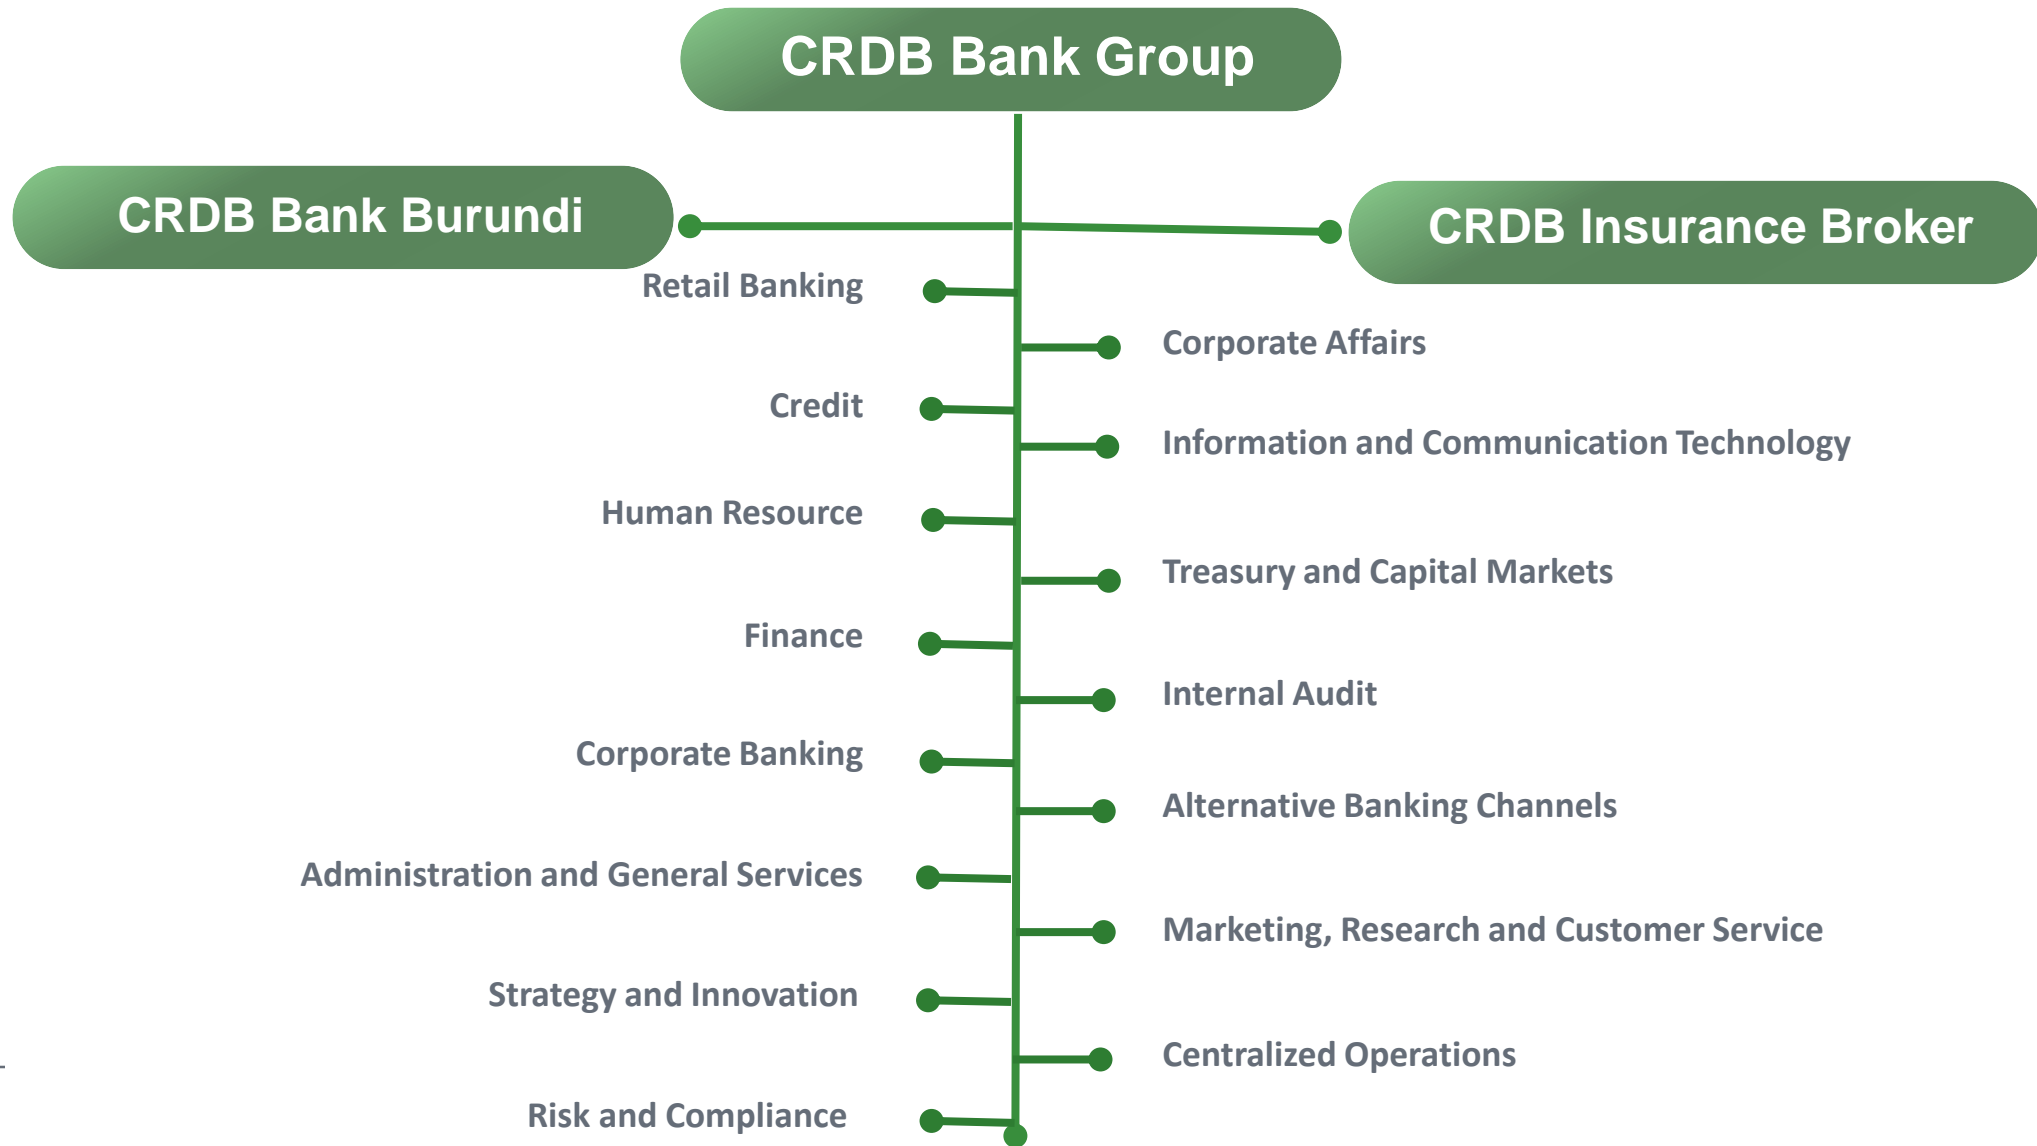 CRDB Bank Group
CRDB Bank Burundi
CRDB Insurance Broker
Retail Banking
Corporate Affairs
Credit
Information and Communication Technology
Human Resource
Treasury and Capital Markets
Finance
Internal Audit
Corporate Banking
Alternative Banking Channels
Administration and General Services
Marketing, Research and Customer Service
Strategy and Innovation
Centralized Operations
Risk and Compliance